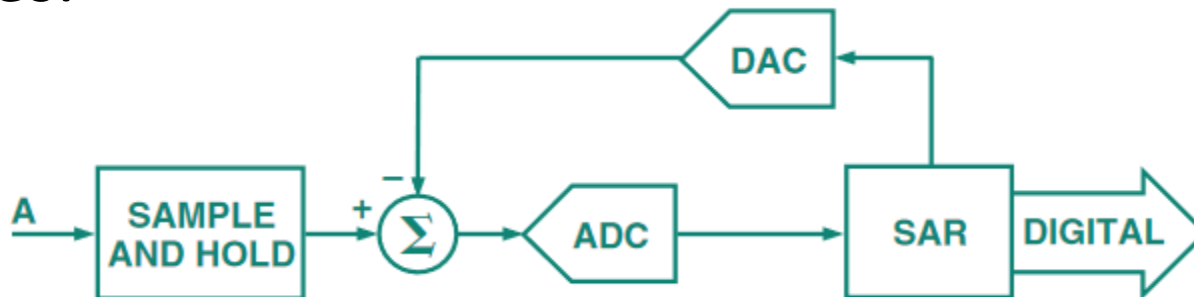 DAC
A
SAMPLE
AND HOLD
+
−
Σ
ADC
SAR
DIGITAL